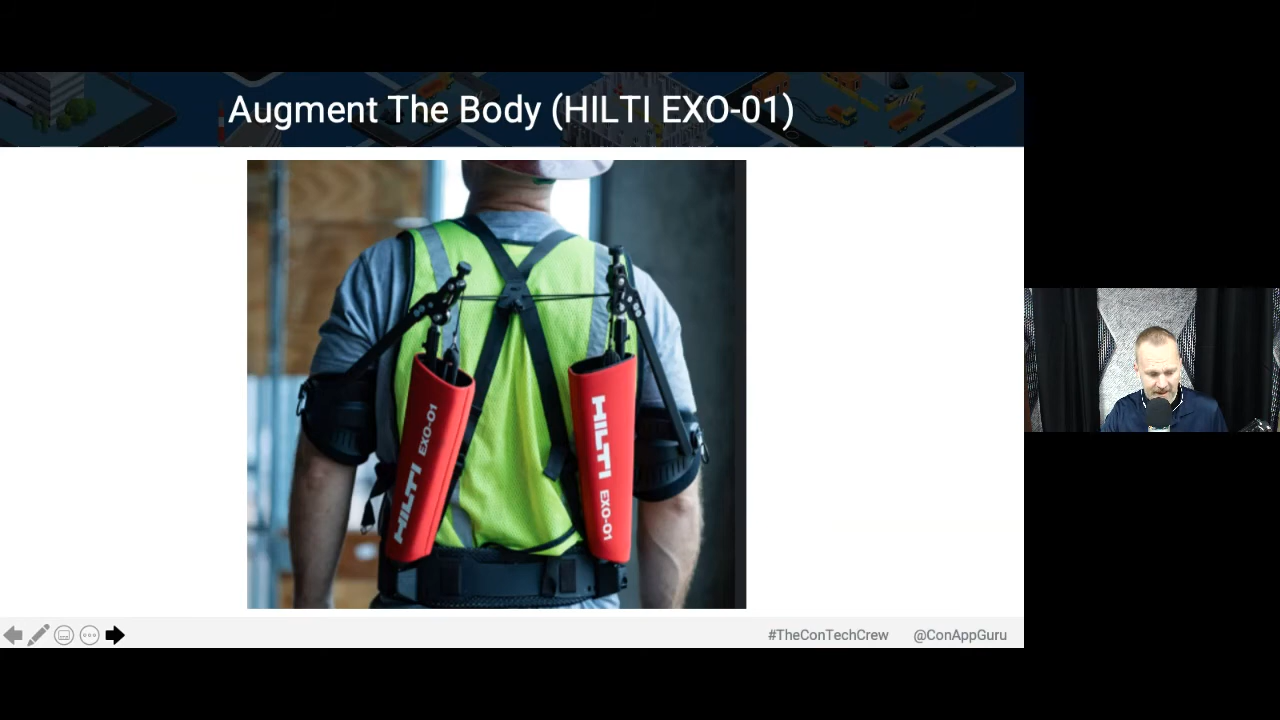 Augment The Body (HILTI EXO-01)
HILTI EXO-01
HILTI EXO-01
#TheConTechCrew @ConAppGuru